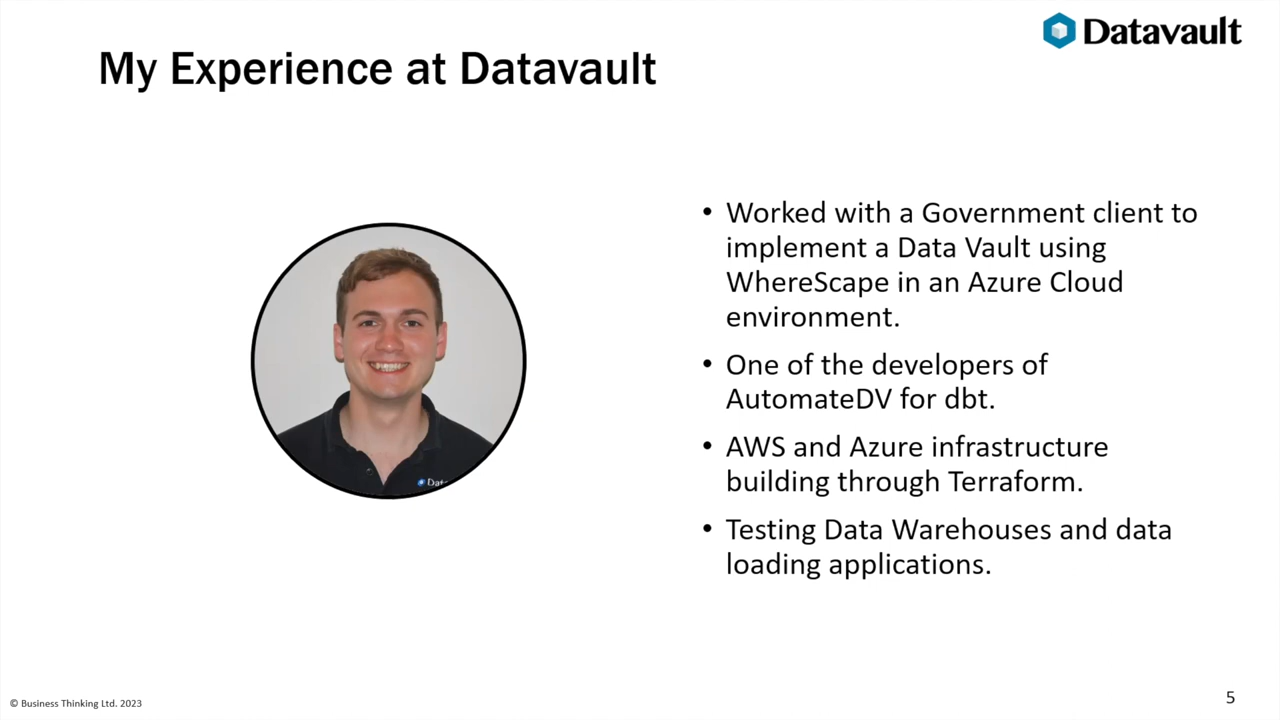 Datavault
My Experience at Datavault
• Worked with a Government client to
implement a Data Vault using
WhereScape in an Azure Cloud
environment.
• One of the developers of
AutomateDV for dbt.
• AWS and Azure infrastructure
building through Terraform.
• Testing Data Warehouses and data
loading applications.
Dat
© Business Thinking Ltd. 2023
5